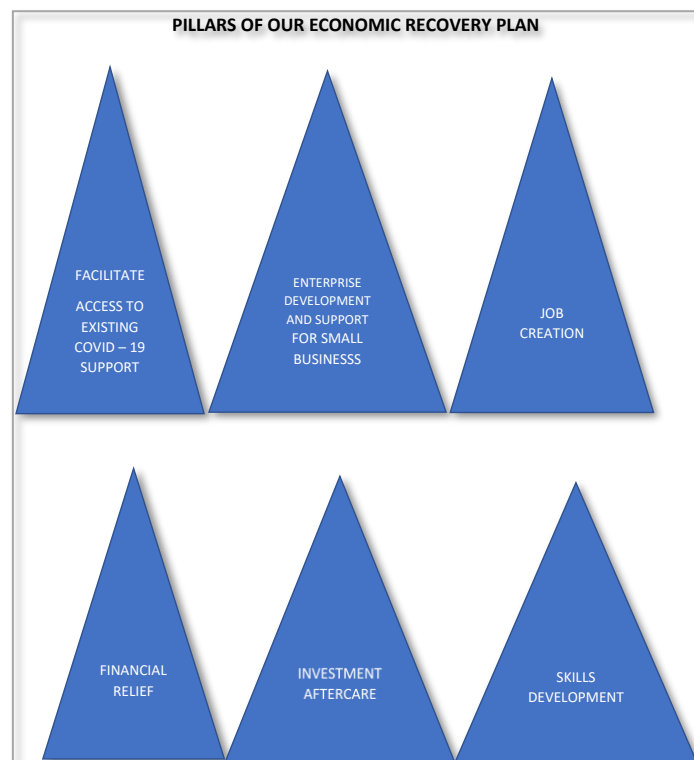 PILLARS OF OUR ECONOMIC RECOVERY PLAN
FACILITATE
ACCESS TO
EXISTING
COVID – 19
SUPPORT
ENTERPRISE
DEVELOPMENT
AND SUPPORT
FOR SMALL
BUSINESSS
JOB
CREATION
FINANCIAL
RELIEF
INVESTMENT
AFTERCARE
SKILLS
DEVELOPMENT